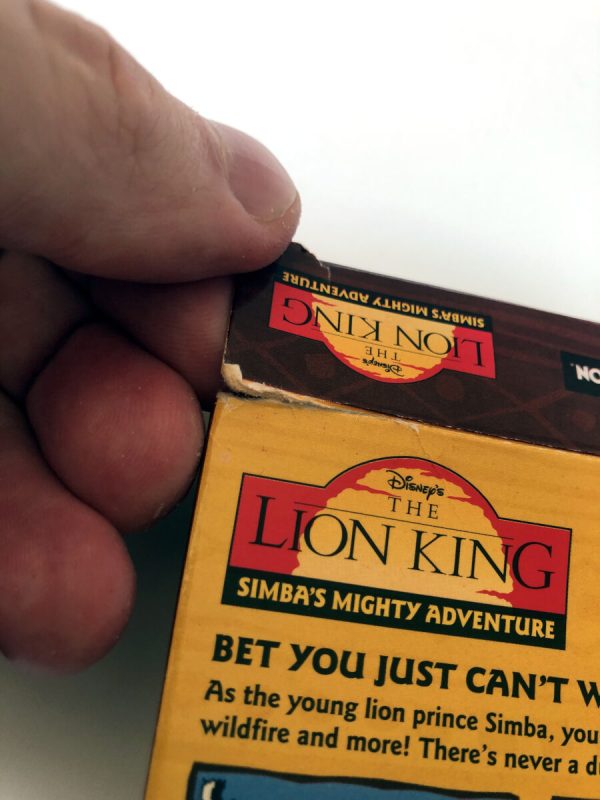 SIMBA'S MIGHTY ADVENTURE
LION KING
THE
Disney's
Disney's
THE
LION KING
SIMBA'S MIGHTY ADVENTURE
BET YOU JUST CAN'T
As the young lion prince Simba, you
wildfire and more! There's never a